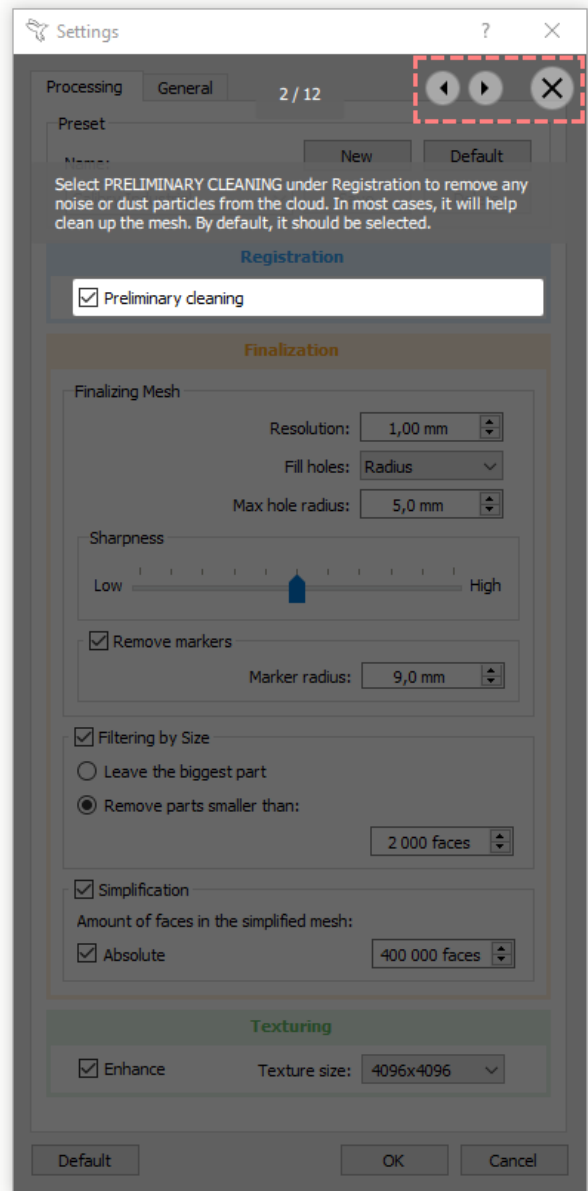 Settings
?
Processing General
2 / 12
Preset
Name:
New Default
Select PRELIMINARY CLEANING under Registration to remove any
noise or dust particles from the cloud. In most cases, it will help
clean up the mesh. By default, it should be selected.
Registration
Preliminary cleaning
Finalization
Finalizing Mesh
Resolution: 1,00 mm
Fill holes: Radius
Max hole radius: 5,0 mm
Sharpness
Low High
Remove markers
Marker radius: 9,0 mm
Filtering by Size
Leave the biggest part
Remove parts smaller than:
2 000 faces
Simplification
Amount of faces in the simplified mesh:
Absolute 400 000 faces
Texturing
Enhance Texture size: 4096x4096
Default OK Cancel